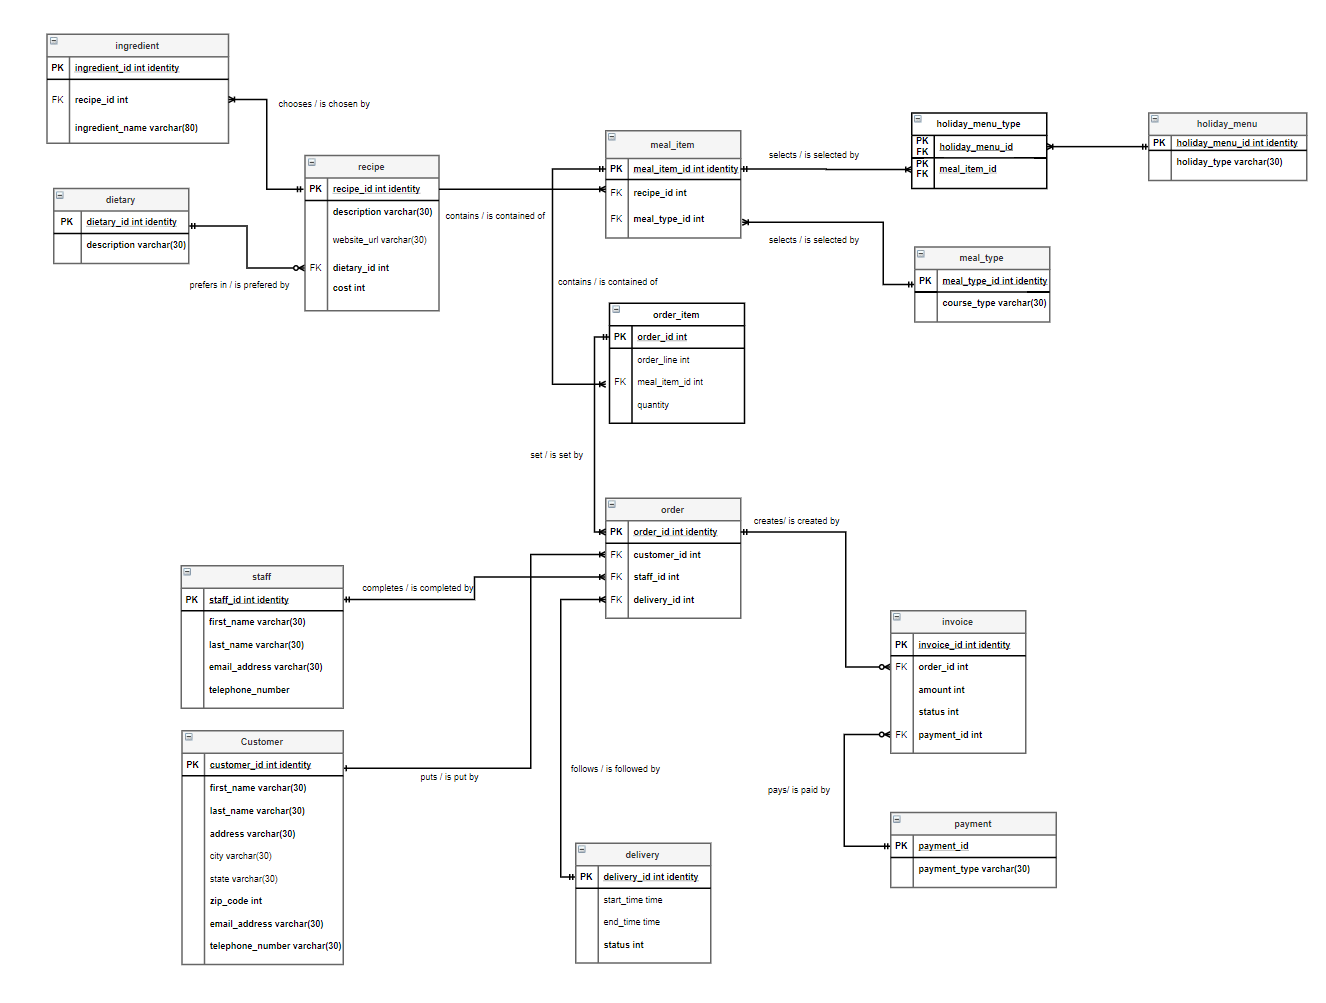 ingredient
PK ingredient_id int identity
FK recipe_id int
ingredient_name varchar(80)
chooses / is chosen by
dietary
PK dietary_id int identity
description varchar(30)
prefers in / is prefered by
recipe
PK recipe_id int identity
description varchar(30)
website_url varchar(30)
FK dietary_id int
cost int
contains / is contained of
meal_item
PK meal_item_id int identity
FK recipe_id int
FK meal_type_id int
selects / is selected by
holiday_menu_type
PK FK holiday_menu_id
PK FK meal_item_id
holiday_menu
PK holiday_menu_id int identity
holiday_type varchar(30)
selects / is selected by
meal_type
PK meal_type_id int identity
course_type varchar(30)
contains / is contained of
order_item
PK order_id int
order_line int
FK meal_item_id int
quantity
set / is set by
order
PK order_id int identity
FK customer_id int
FK staff_id int
FK delivery_id int
creates/ is created by
staff
PK staff_id int identity
first_name varchar(30)
last_name varchar(30)
email_address varchar(30)
telephone_number
completes / is completed by
invoice
PK invoice_id int identity
FK order_id int
amount int
status int
FK payment_id int
Customer
PK customer_id int identity
first_name varchar(30)
last_name varchar(30)
address varchar(30)
city varchar(30)
state varchar(30)
zip_code int
email_address varchar(30)
telephone_number varchar(30)
puts / is put by
follows / is followed by
pays/ is paid by
delivery
PK delivery_id int identity
start_time time
end_time time
status int
payment
PK payment_id
payment_type varchar(30)